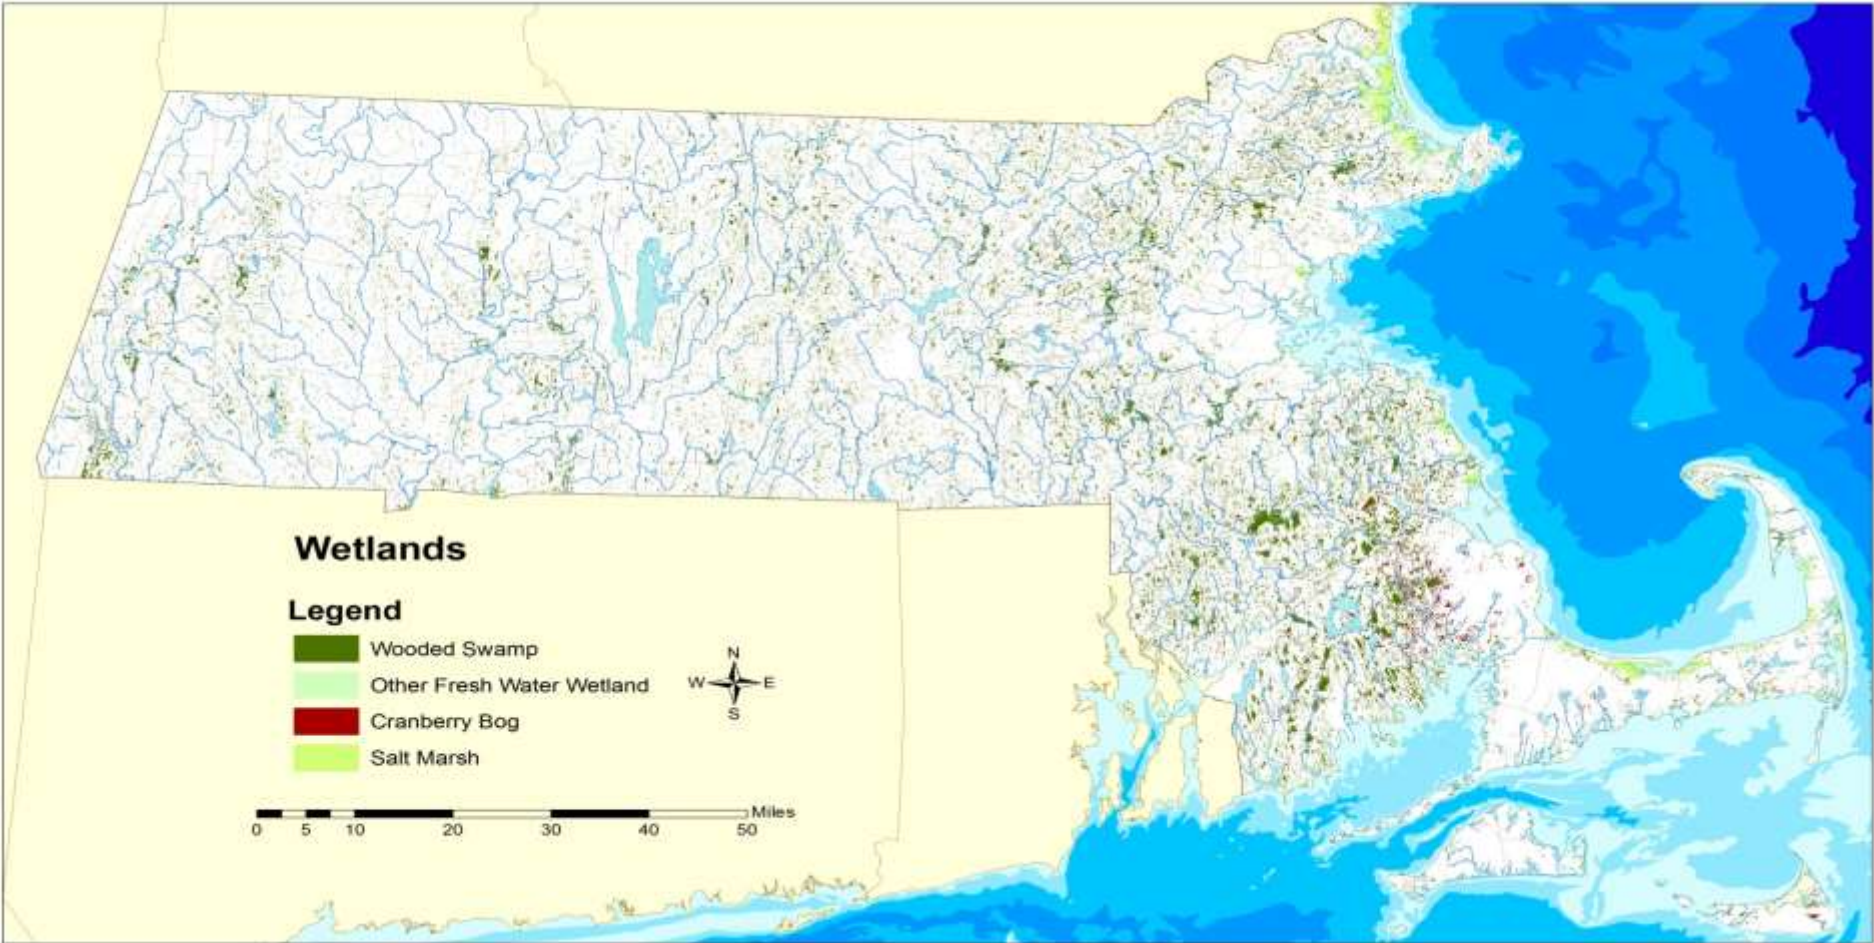 Wetlands
Legend
Wooded Swamp
Other Fresh Water Wetland
Cranberry Bog
Salt Marsh
N
W E
S
Miles
0 5 10 20 30 40 50